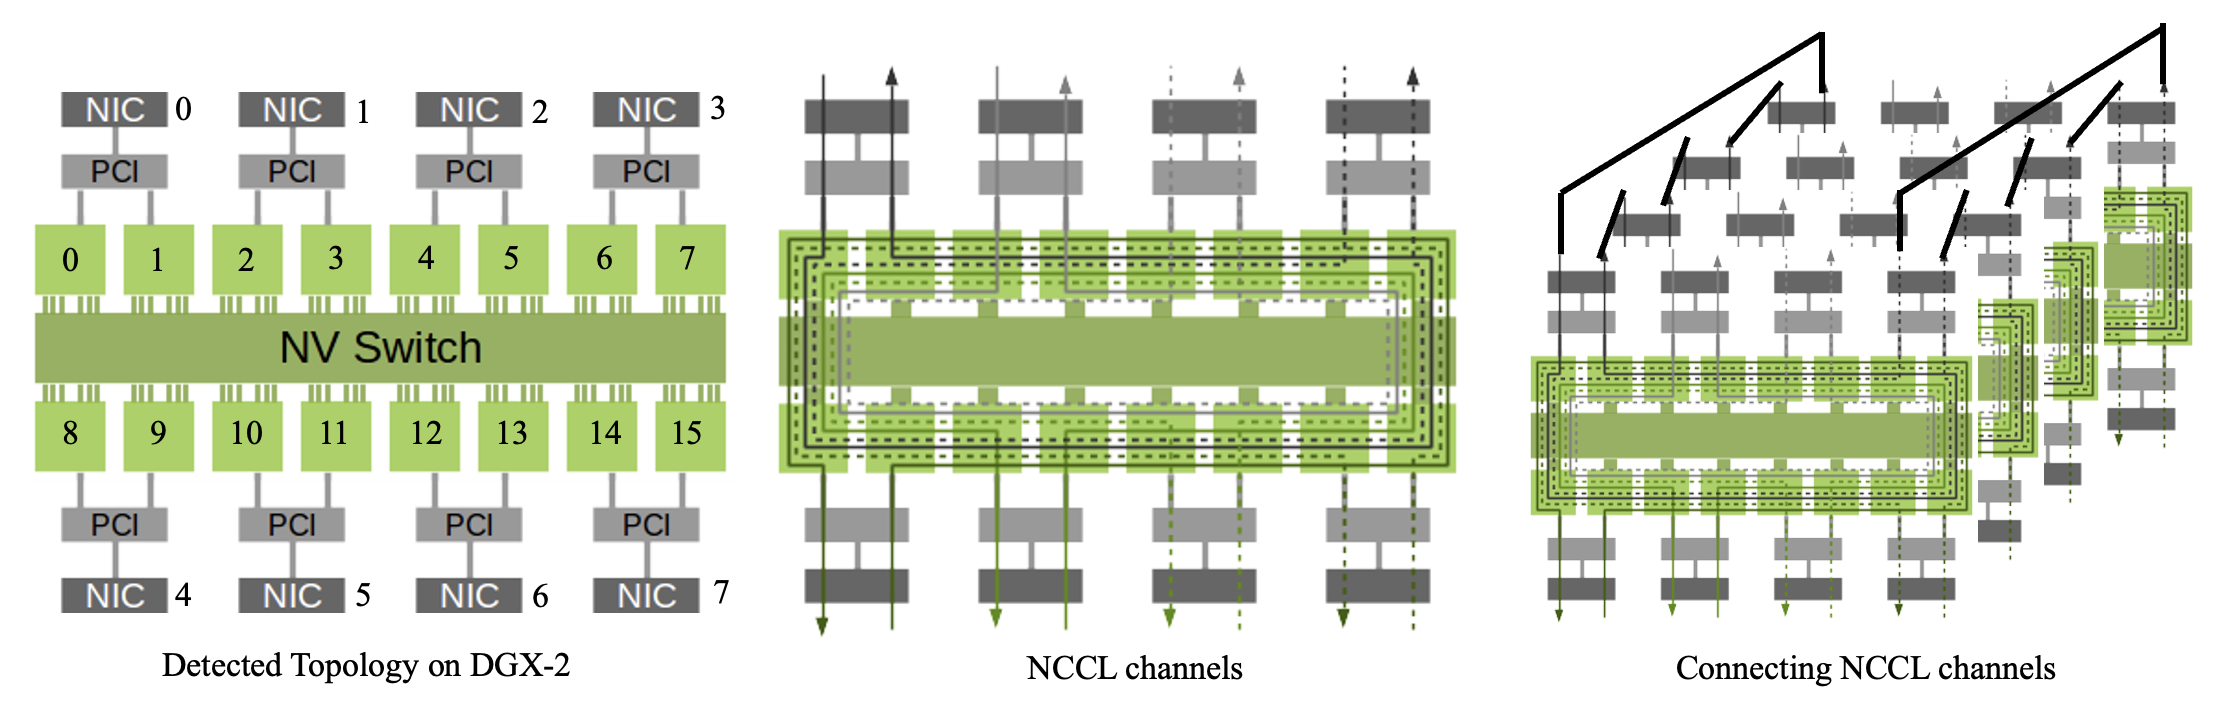 NIC 0 NIC 1 NIC 2 NIC 3
PCI PCI PCI PCI
0 1 2 3 4 5 6 7
NV Switch
8 9 10 11 12 13 14 15
PCI PCI PCI PCI
NIC 4 NIC 5 NIC 6 NIC 7
Detected Topology on DGX-2
NCCL channels
Connecting NCCL channels